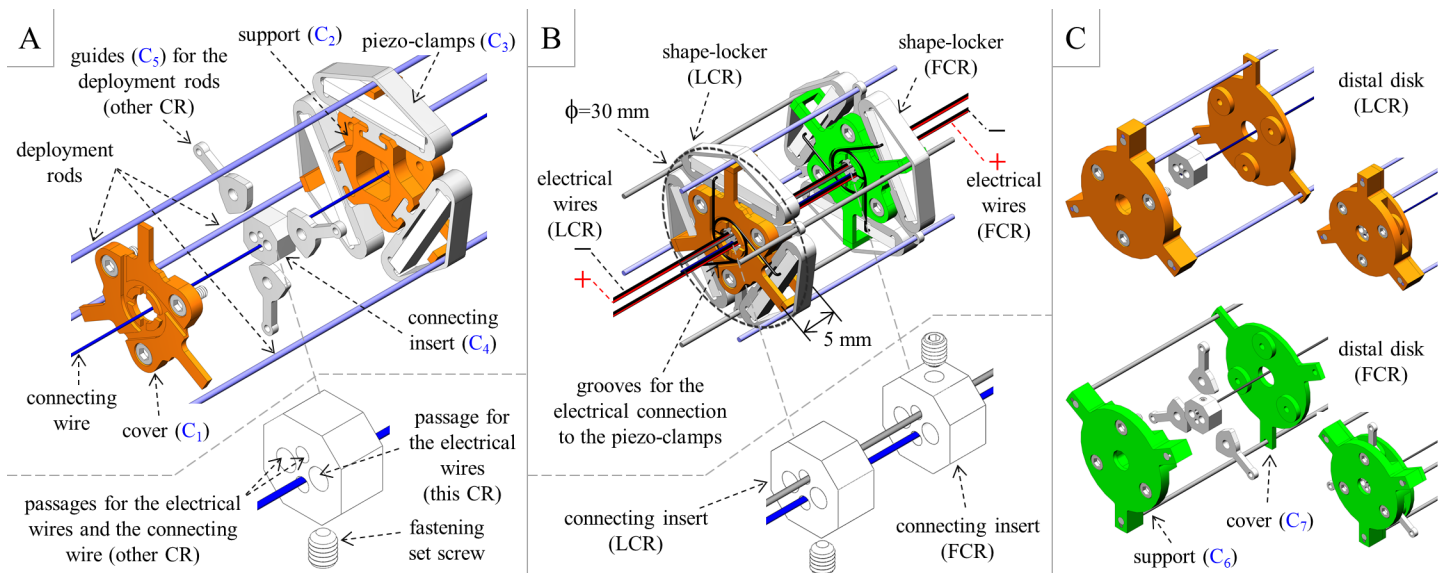 A
support (C2)
piezo-clamps (C3)
guides (C5) for the
deployment rods
(other CR)
deployment
rods
connecting
wire
cover (C1)
connecting
insert (C4)
passage for
the electrical
wires
(this CR)
passages for the electrical
wires and the connecting
wire (other CR)
fastening
set screw
B
shape-locker
(LCR)
shape-locker
(FCR)
ϕ=30 mm
electrical
wires
(LCR)
−
+
−
+
electrical
wires
(FCR)
5 mm
grooves for the
electrical connection
to the piezo-clamps
connecting insert
(LCR)
connecting insert
(FCR)
C
distal disk
(LCR)
distal disk
(FCR)
cover (C7)
support (C6)